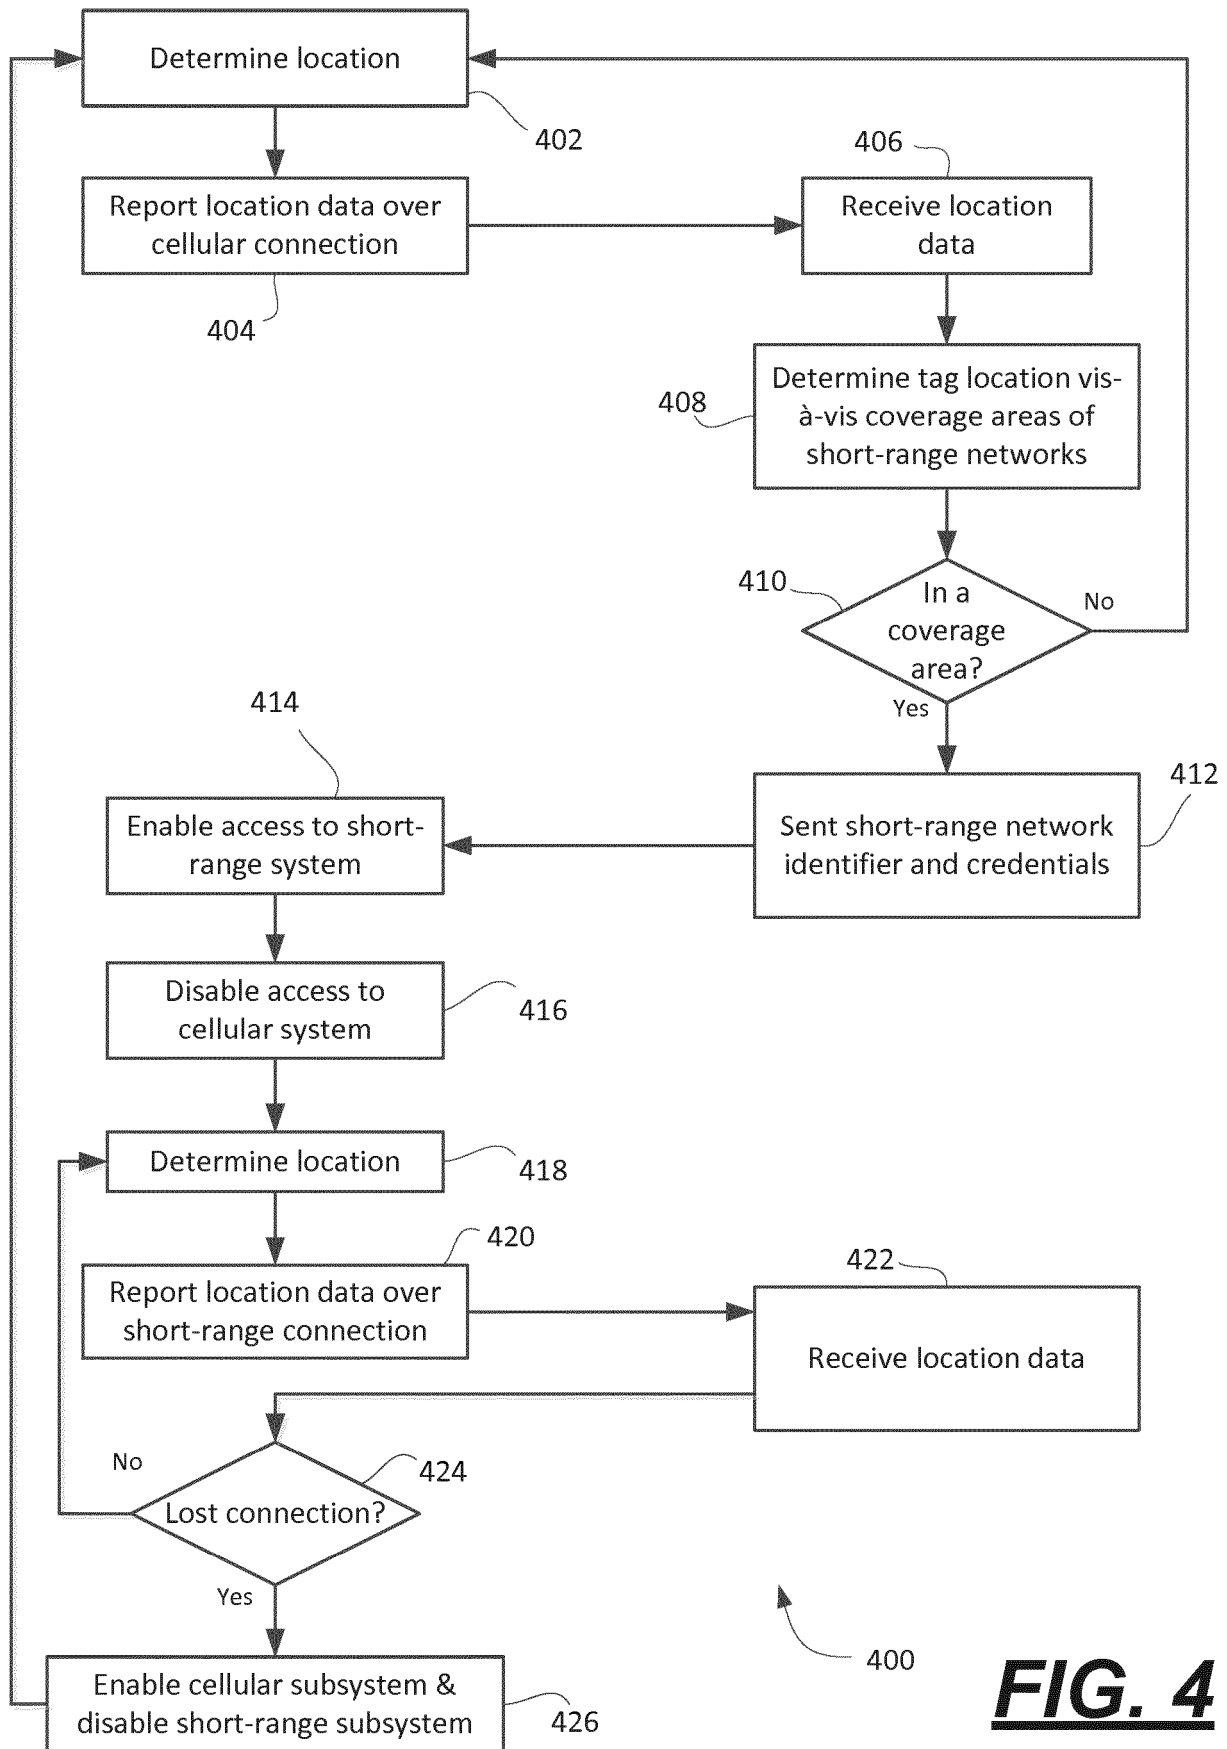 Determine location
402
406
Report location data over
cellular connection
Receive location
data
404
Determine tag location vis-
à-vis coverage areas of
short-range networks
408
410
In a
coverage
area?
No
Yes
414
412
Enable access to short-
range system
Sent short-range network
identifier and credentials
Disable access to
cellular system
416
Determine location
418
420
422
Report location data over
short-range connection
Receive location data
No
424
Lost connection?
Yes
400
Enable cellular subsystem &
disable short-range subsystem
426
FIG. 4